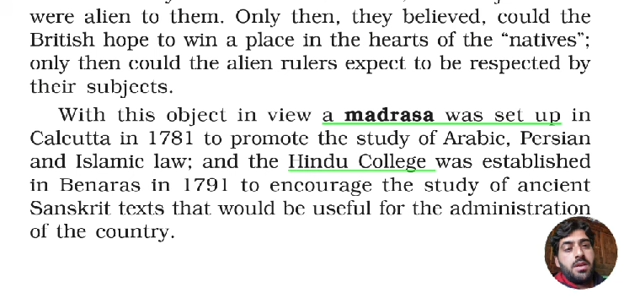 were alien to them. Only then, they believed, could the
British hope to win a place in the hearts of the “natives”;
only then could the alien rulers expect to be respected by
their subjects.
With this object in view a madrasa was set up in
Calcutta in 1781 to promote the study of Arabic, Persian
and Islamic law; and the Hindu College was established
in Benaras in 1791 to encourage the study of ancient
Sanskrit texts that would be useful for the administration
of the country.